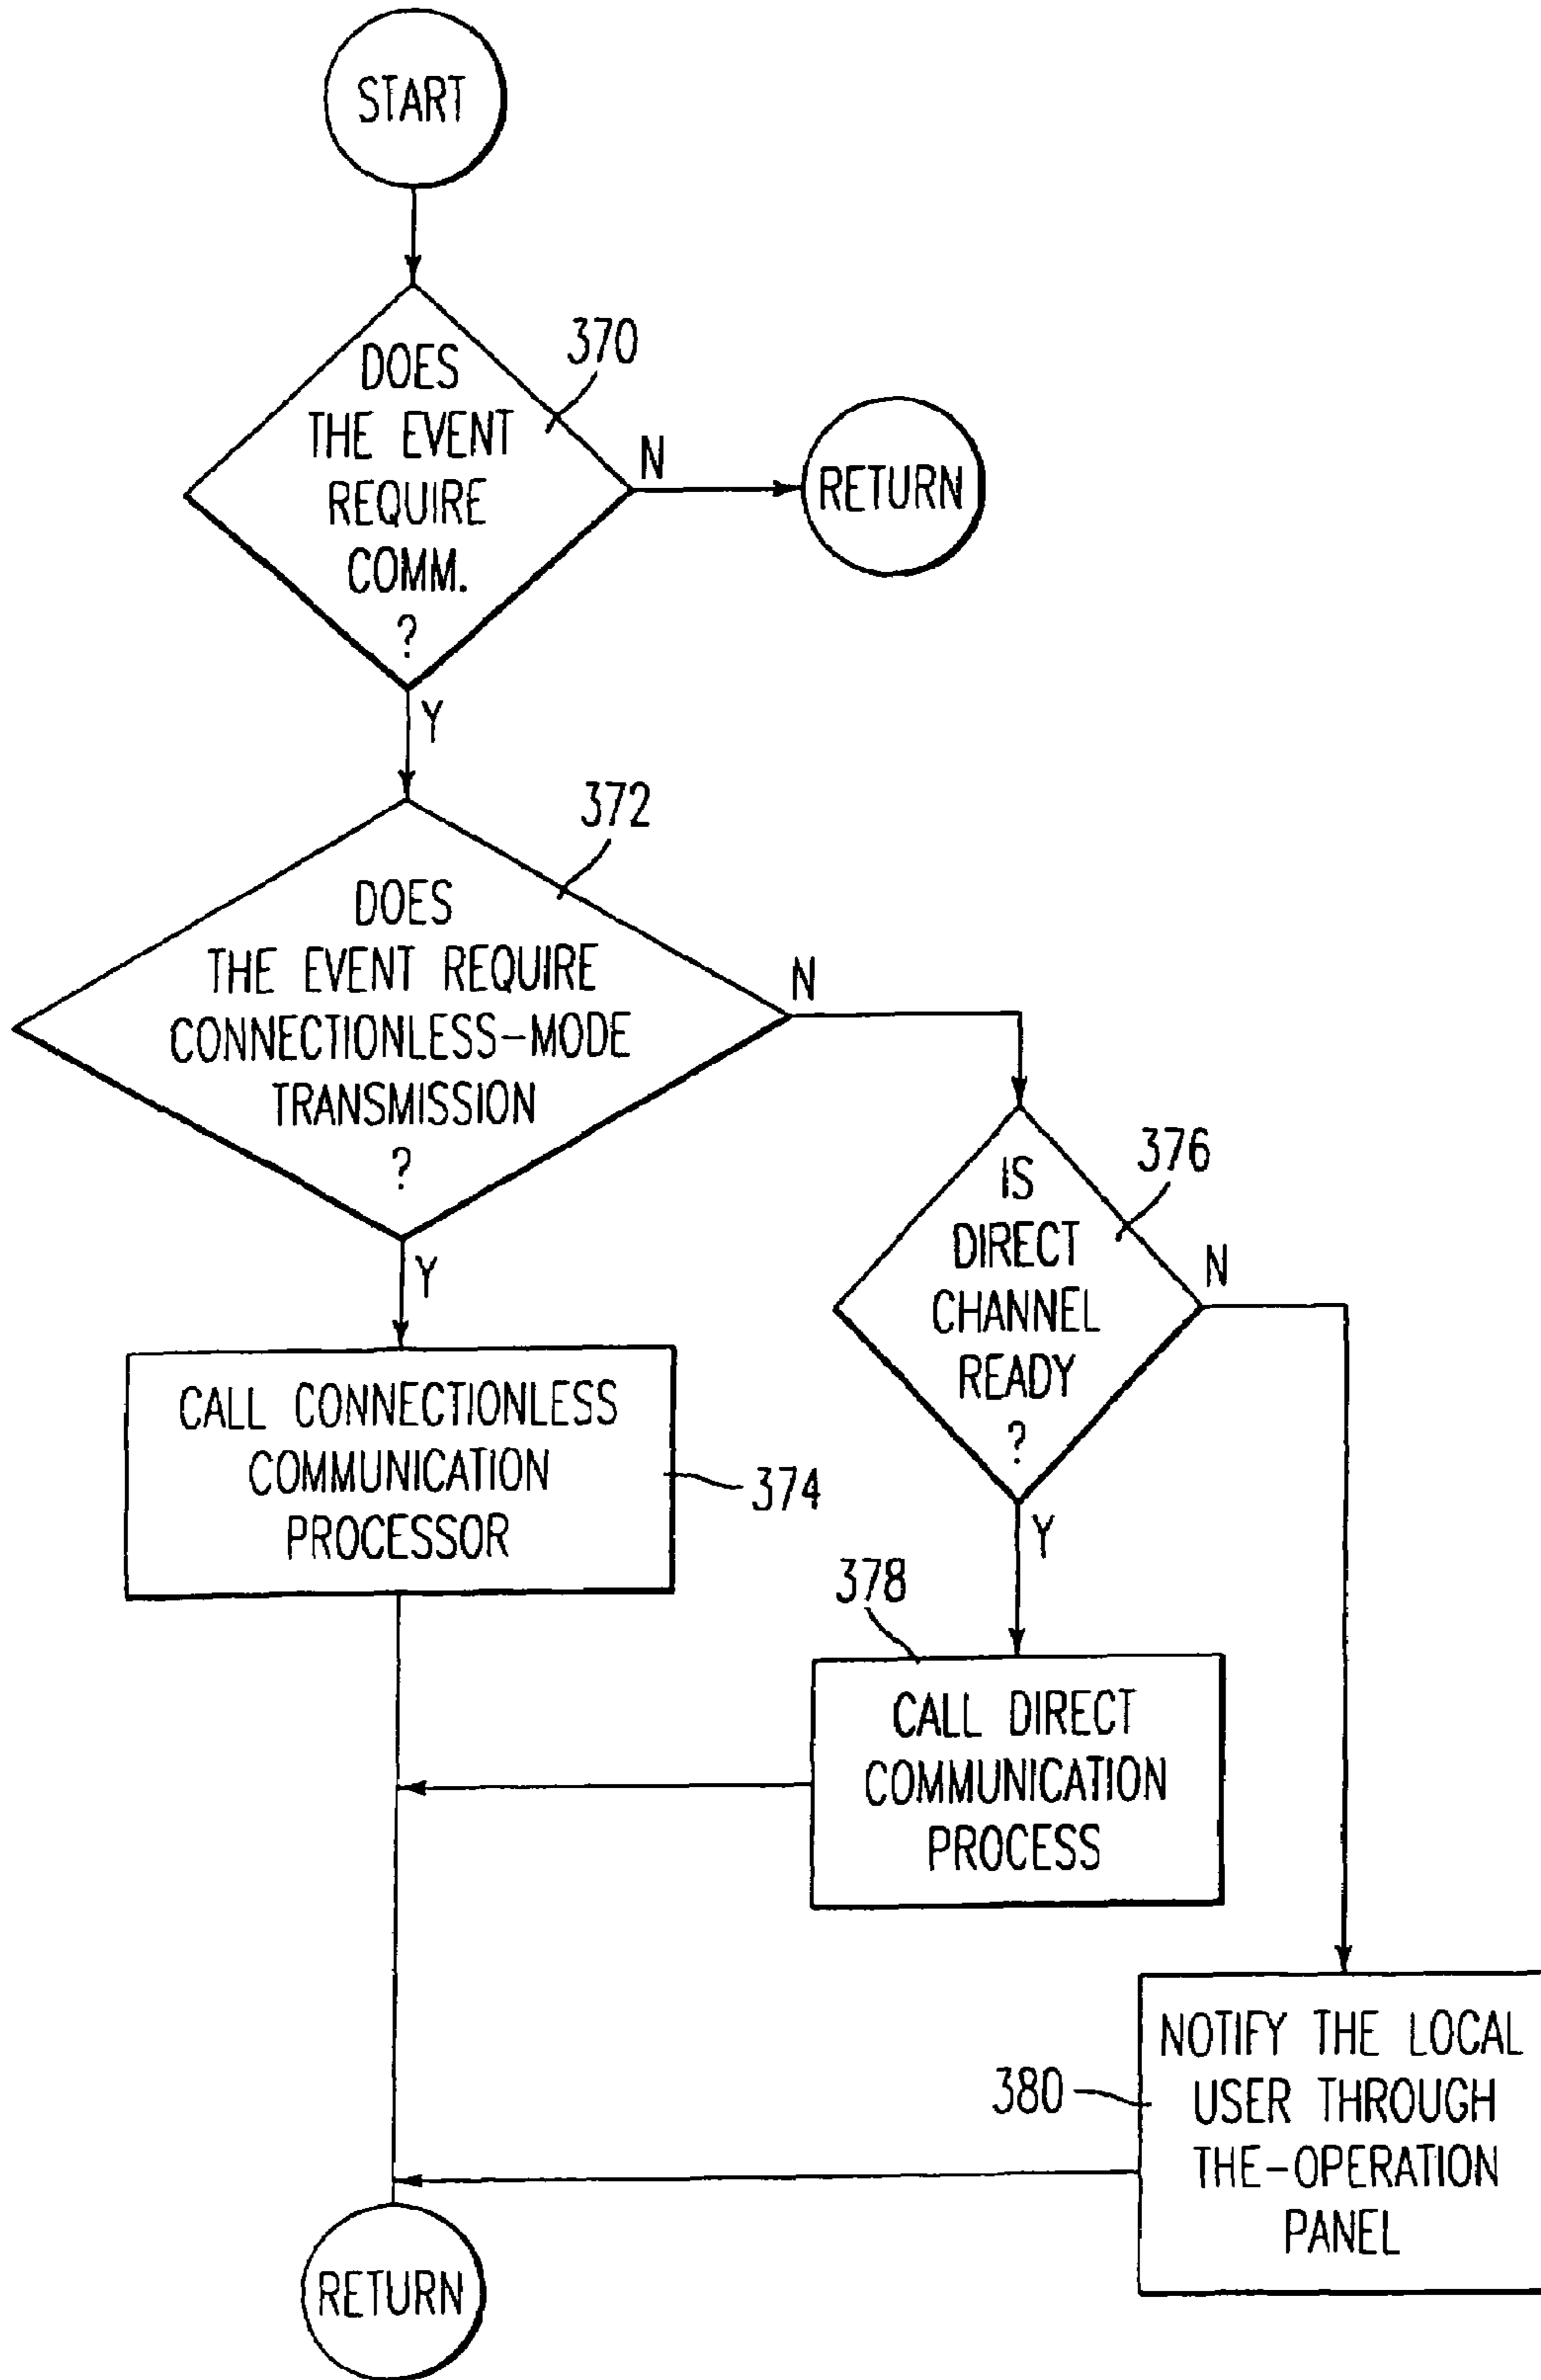 START
370
DOES
THE EVENT
REQUIRE
COMM.
?
N
RETURN
Y
372
DOES
THE EVENT REQUIRE
CONNECTIONLESS-MODE
TRANSMISSION
?
N
Y
376
IS
DIRECT
CHANNEL
READY
?
N
Y
CALL CONNECTIONLESS
COMMUNICATION
PROCESSOR
374
378
CALL DIRECT
COMMUNICATION
PROCESS
380
NOTIFY THE LOCAL
USER THROUGH
THE-OPERATION
PANEL
RETURN